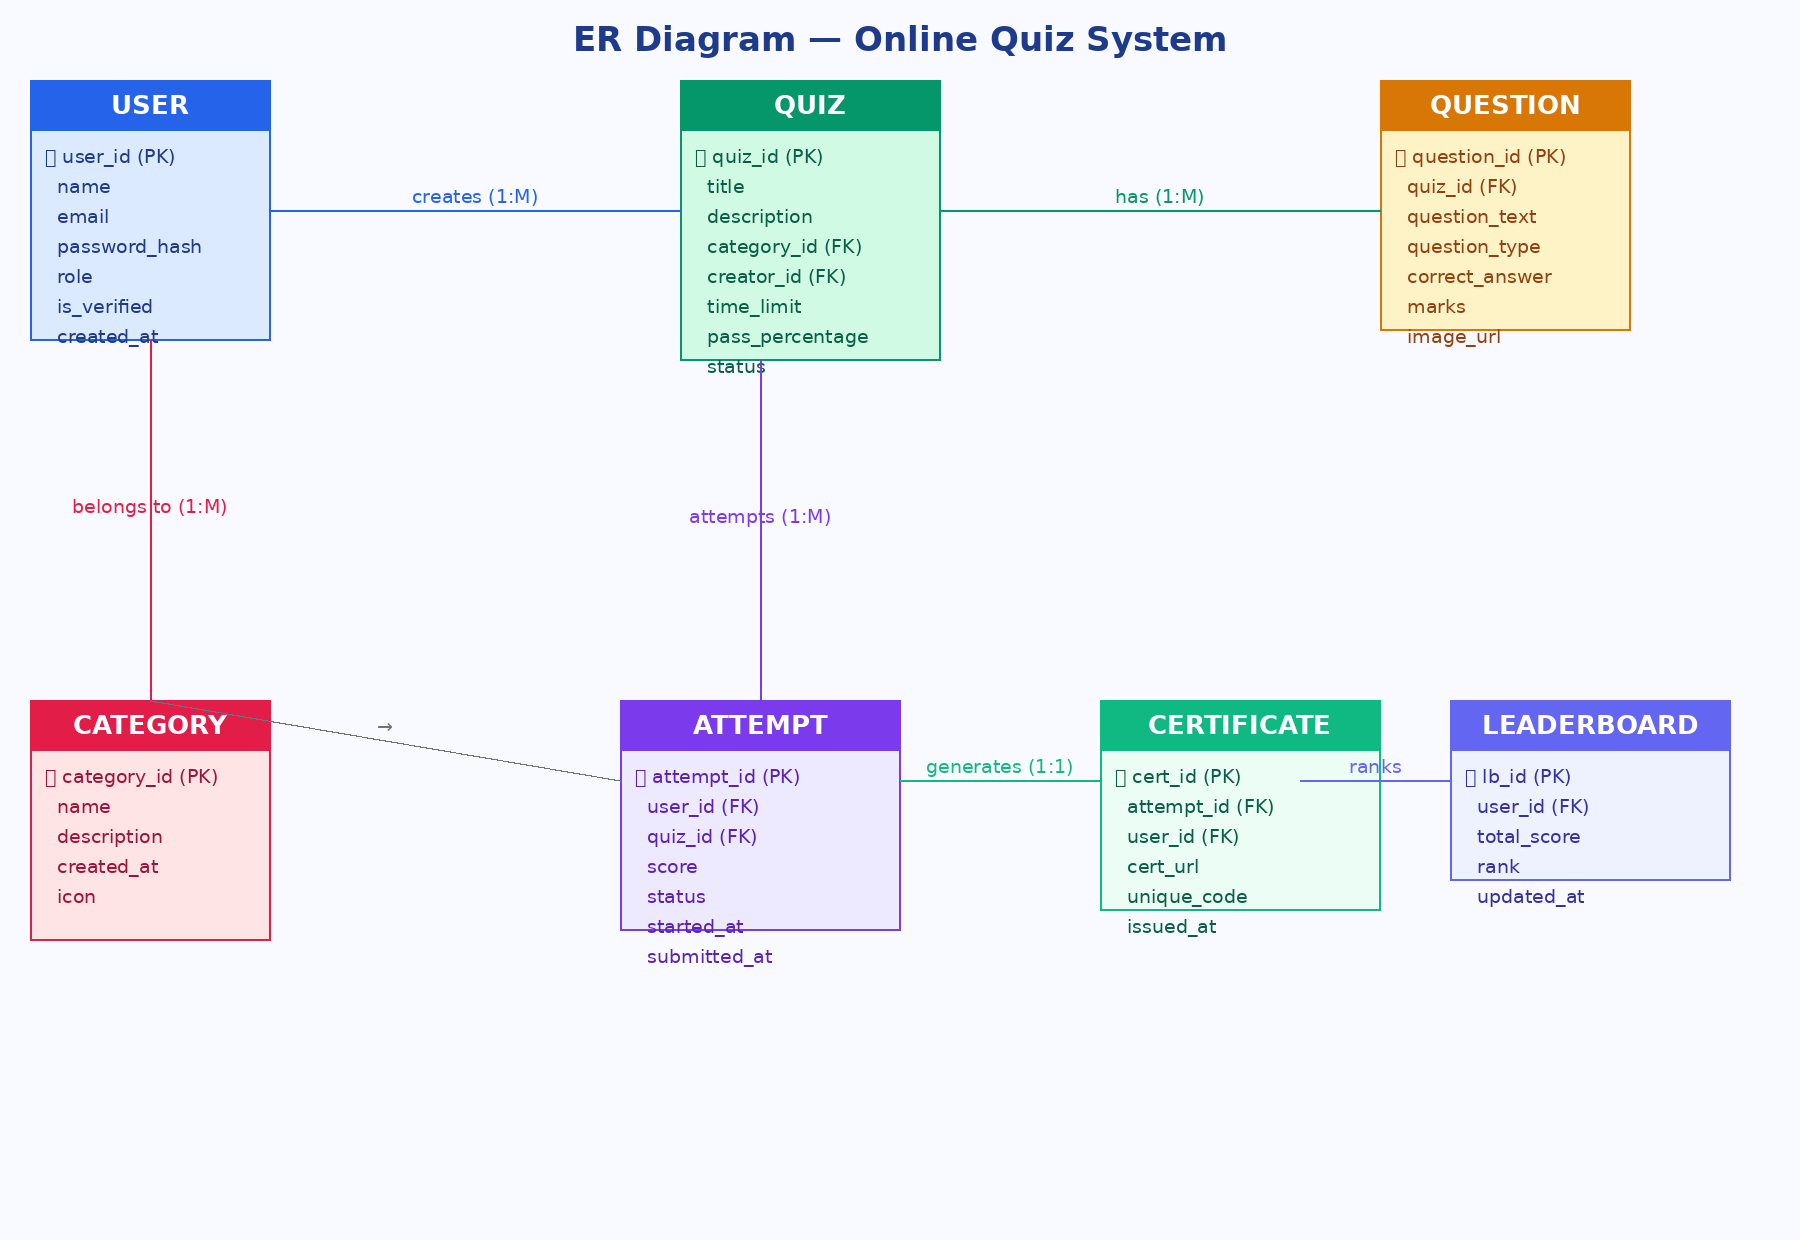 ER Diagram — Online Quiz System
USER
user_id (PK)
name
email
password_hash
role
is_verified
created_at
creates (1:M)
QUIZ
quiz_id (PK)
title
description
category_id (FK)
creator_id (FK)
time_limit
pass_percentage
status
has (1:M)
QUESTION
question_id (PK)
quiz_id (FK)
question_text
question_type
correct_answer
marks
image_url
belongs to (1:M)
attempts (1:M)
CATEGORY
category_id (PK)
name
description
created_at
icon
→
ATTEMPT
attempt_id (PK)
user_id (FK)
quiz_id (FK)
score
status
started_at
submitted_at
generates (1:1)
CERTIFICATE
cert_id (PK)
attempt_id (FK)
user_id (FK)
cert_url
unique_code
issued_at
ranks
LEADERBOARD
lb_id (PK)
user_id (FK)
total_score
rank
updated_at